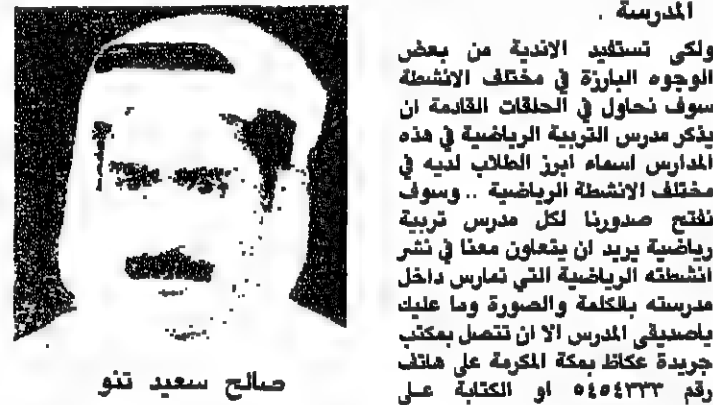 المدرسة .
ولكي تستفيد الاندية من بعض
الوجوه البارزة في مختلف الانشطة
سوف نحاول في الحلقات القادمة ان
يذكر مدرس التربية الرياضية في هذه
المدارس اسماء ابرز الطلاب لديه في
مختلف الانشطة الرياضية .. وسوف
نفتح صدورنا لكل مدرس تربية
رياضية يريد ان يتعاون معنا في نشر
انشطته الرياضية التي تمارس داخل
مدرسته بالكلمة والصورة وما عليك
ياصديقي المدرس الا ان تتصل بمكتب
جريدة عكاظ بمكة المكرمة على هاتف
رقم ٥٤٥٤٣٣٣ او الكتابة على
صالح سعيد تنو